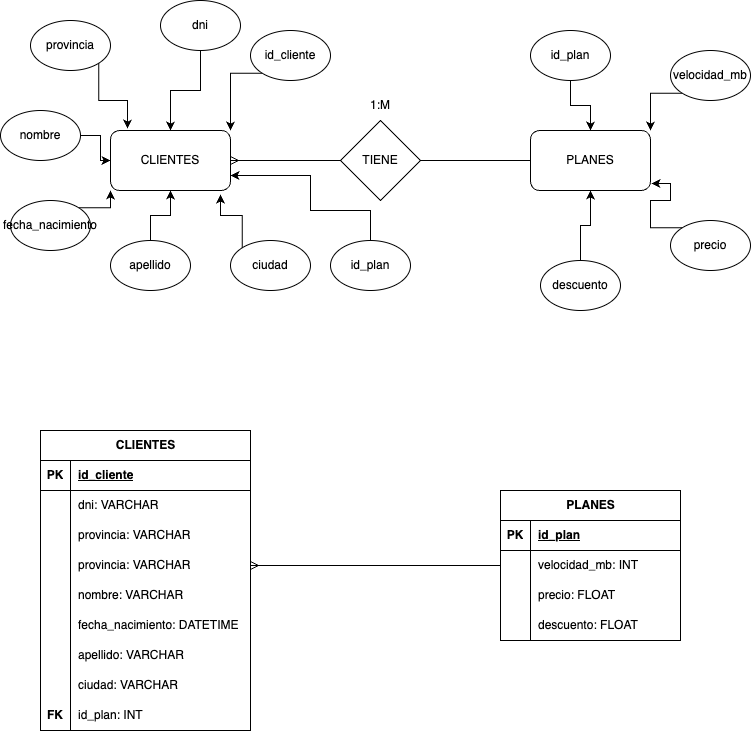 dni
provincia
id_cliente
id_plan
velocidad_mb
1:M
nombre
CLIENTES
TIENE
PLANES
fecha_nacimiento
apellido
ciudad
id_plan
precio
descuento
CLIENTES
PK id_cliente
dni: VARCHAR
provincia: VARCHAR
provincia: VARCHAR
nombre: VARCHAR
fecha_nacimiento: DATETIME
apellido: VARCHAR
ciudad: VARCHAR
FK id_plan: INT
PLANES
PK id_plan
velocidad_mb: INT
precio: FLOAT
descuento: FLOAT